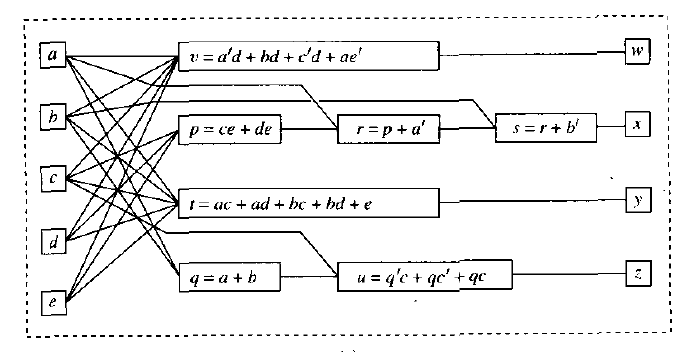 a
v = a'd + bd + c'd + ae'
w
b
p = ce + de
r = p + a'
s = r + b'
x
c
t = ac + ad + bc + bd + e
y
d
q = a + b
u = q'c + qc' + qc
z
e